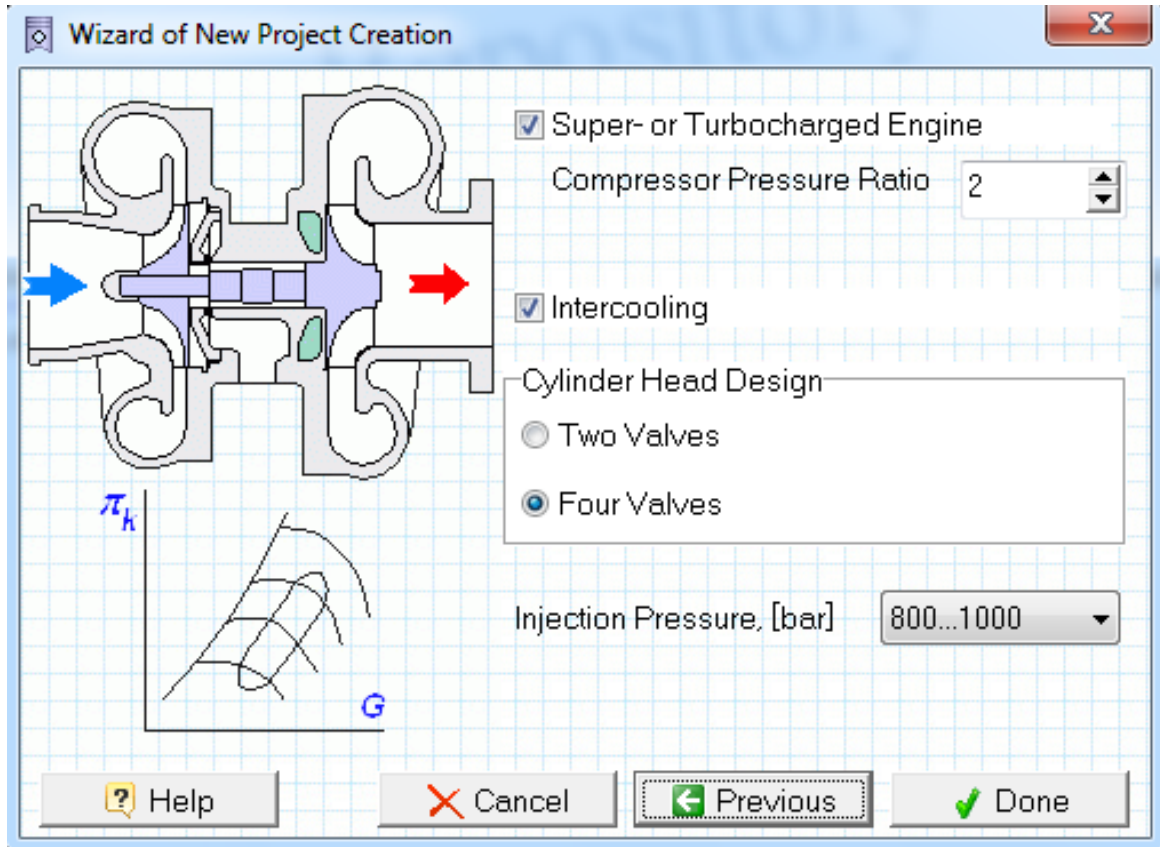 Wizard of New Project Creation
Super- or Turbocharged Engine
Compressor Pressure Ratio 2
Intercooling
Cylinder Head Design
Two Valves
Four Valves
πk
G
Injection Pressure, [bar] 800...1000
Help Cancel Previous Done